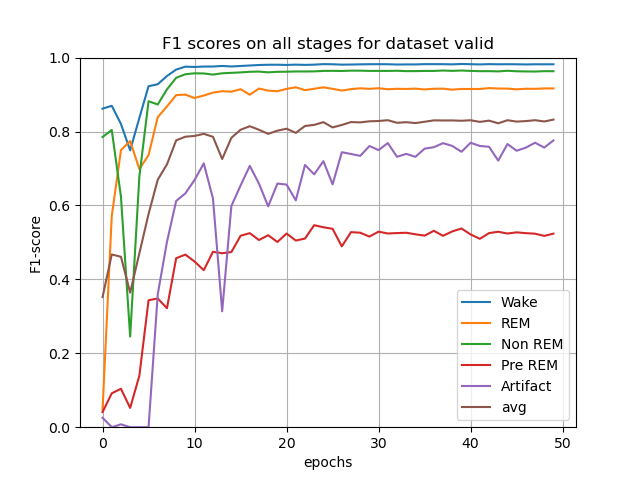 F1 scores on all stages for dataset valid
F1-score
1.0
0.8
0.6
0.4
0.2
0.0
0
10
20
30
40
50
epochs
Wake
REM
Non REM
Pre REM
Artifact
avg